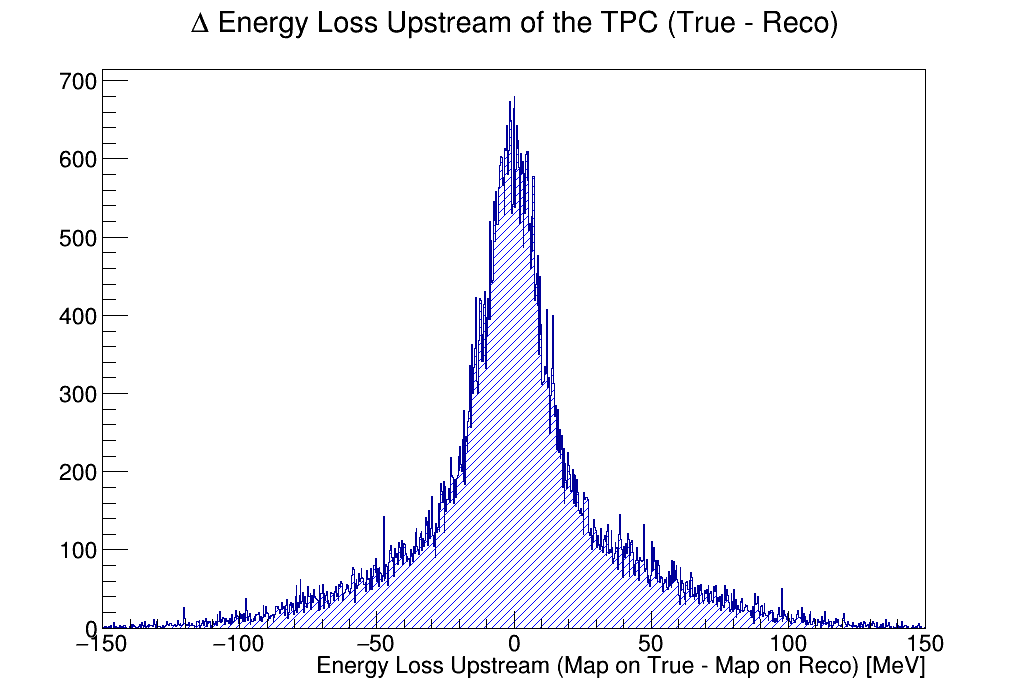 Δ Energy Loss Upstream of the TPC (True - Reco)
700
600
500
400
300
200
100
0
−150 −100 −50 0 50 100 150
Energy Loss Upstream (Map on True - Map on Reco) [MeV]